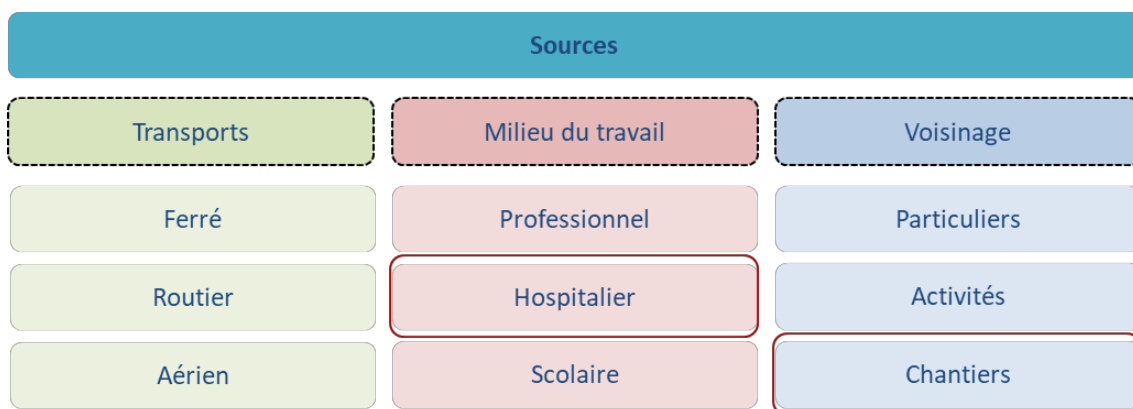 Sources
Transports
Milieu du travail
Voisinage
Ferré
Professionnel
Particuliers
Routier
Hospitalier
Activités
Aérien
Scolaire
Chantiers